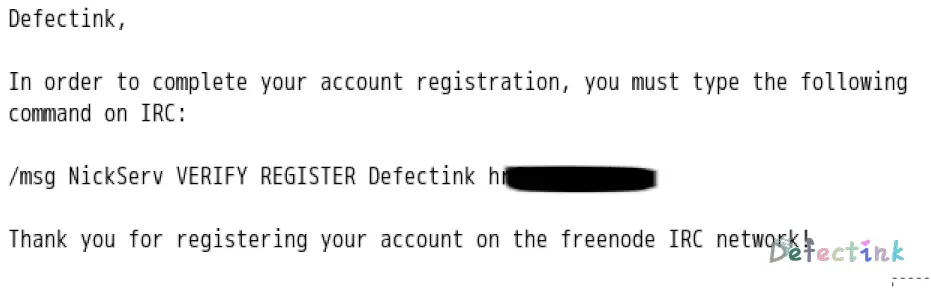 Defectink,
In order to complete your account registration, you must type the following
command on IRC:
/msg NickServ VERIFY REGISTER Defectink
Thank you for registering your account on the freenode IRC network!
Defectink